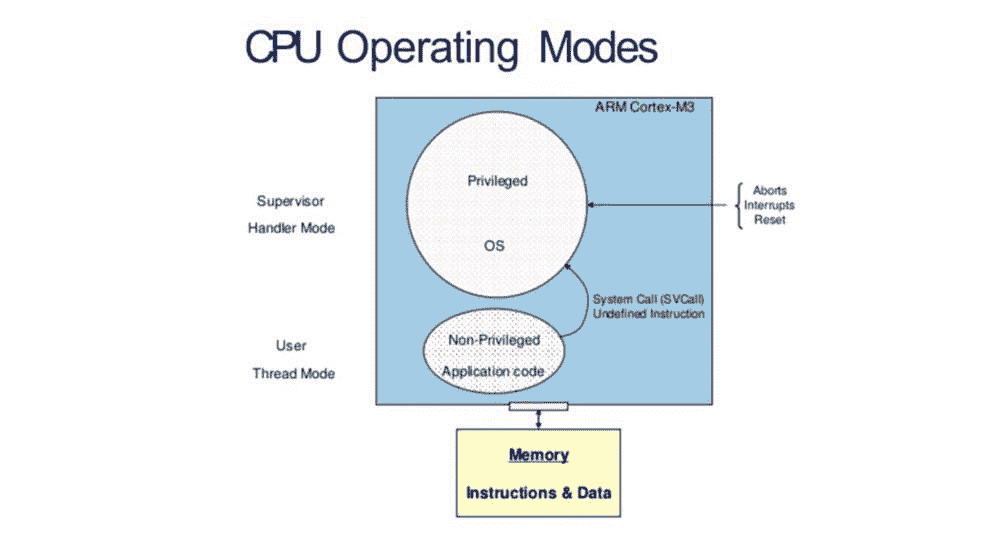 CPU Operating Modes
ARM Cortex-M3
Privileged
OS
Supervisor
Handler Mode
Aborts
Interrupts
Reset
System Call (SVCall)
Undefined Instruction
User
Thread Mode
Non-Privileged
Application code
Memory
Instructions & Data